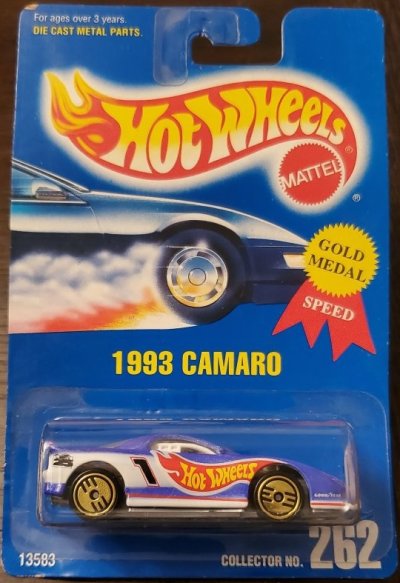 For ages over 3 years.
DIE CAST METAL PARTS.
HOT WHEELS
®
MATTEL
®
GOLD
MEDAL
SPEED
1993 CAMARO
1
HOT WHEELS
GOODYEAR
13583
COLLECTOR NO. 262